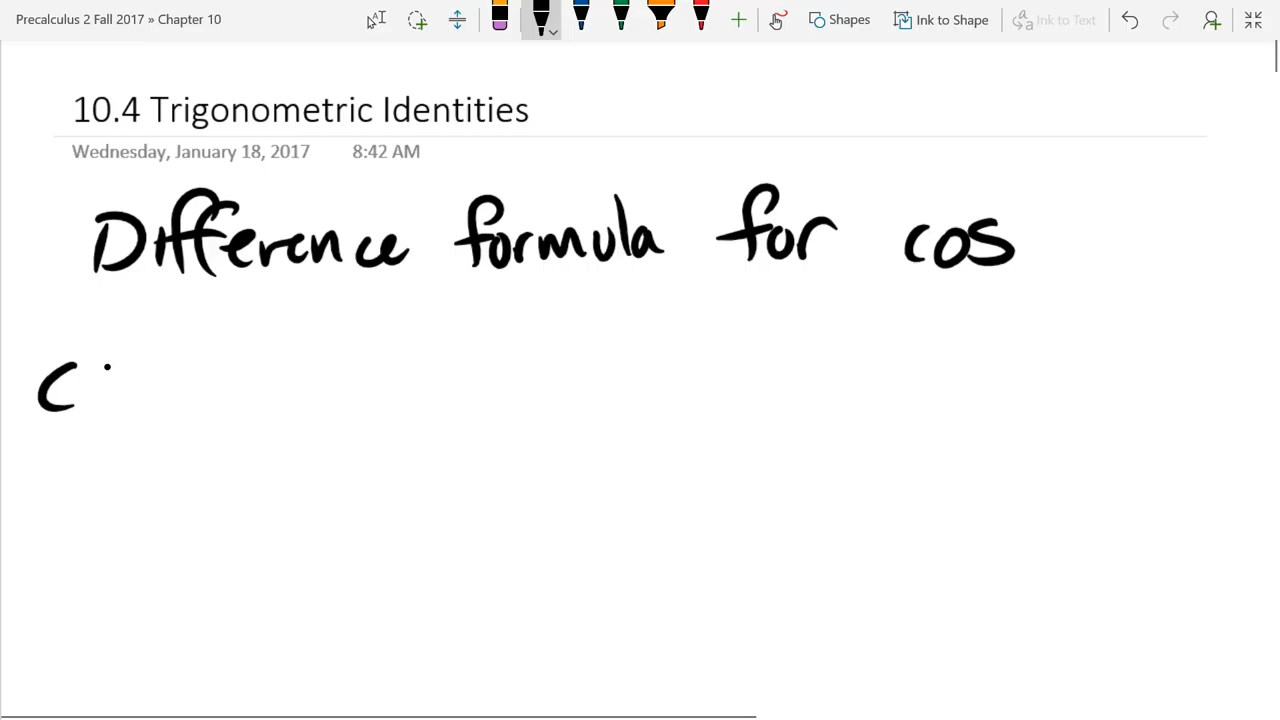 Precalculus 2 Fall 2017 » Chapter 10
Shapes
Ink to Shape
Ink to Text
10.4 Trigonometric Identities
Wednesday, January 18, 2017 8:42 AM
Difference formula for cos
C